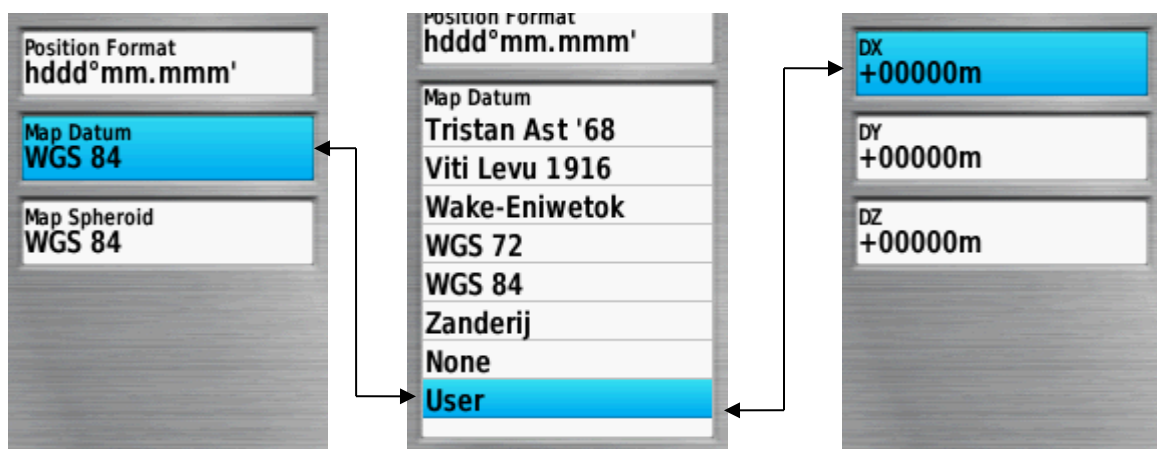 Position Format
hddd°mm.mmm'
Map Datum
WGS 84
Map Spheroid
WGS 84
Position Format
hddd°mm.mmm'
Map Datum
Tristan Ast '68
Viti Levu 1916
Wake-Eniwetok
WGS 72
WGS 84
Zanderij
None
User
DX
+00000m
DY
+00000m
DZ
+00000m